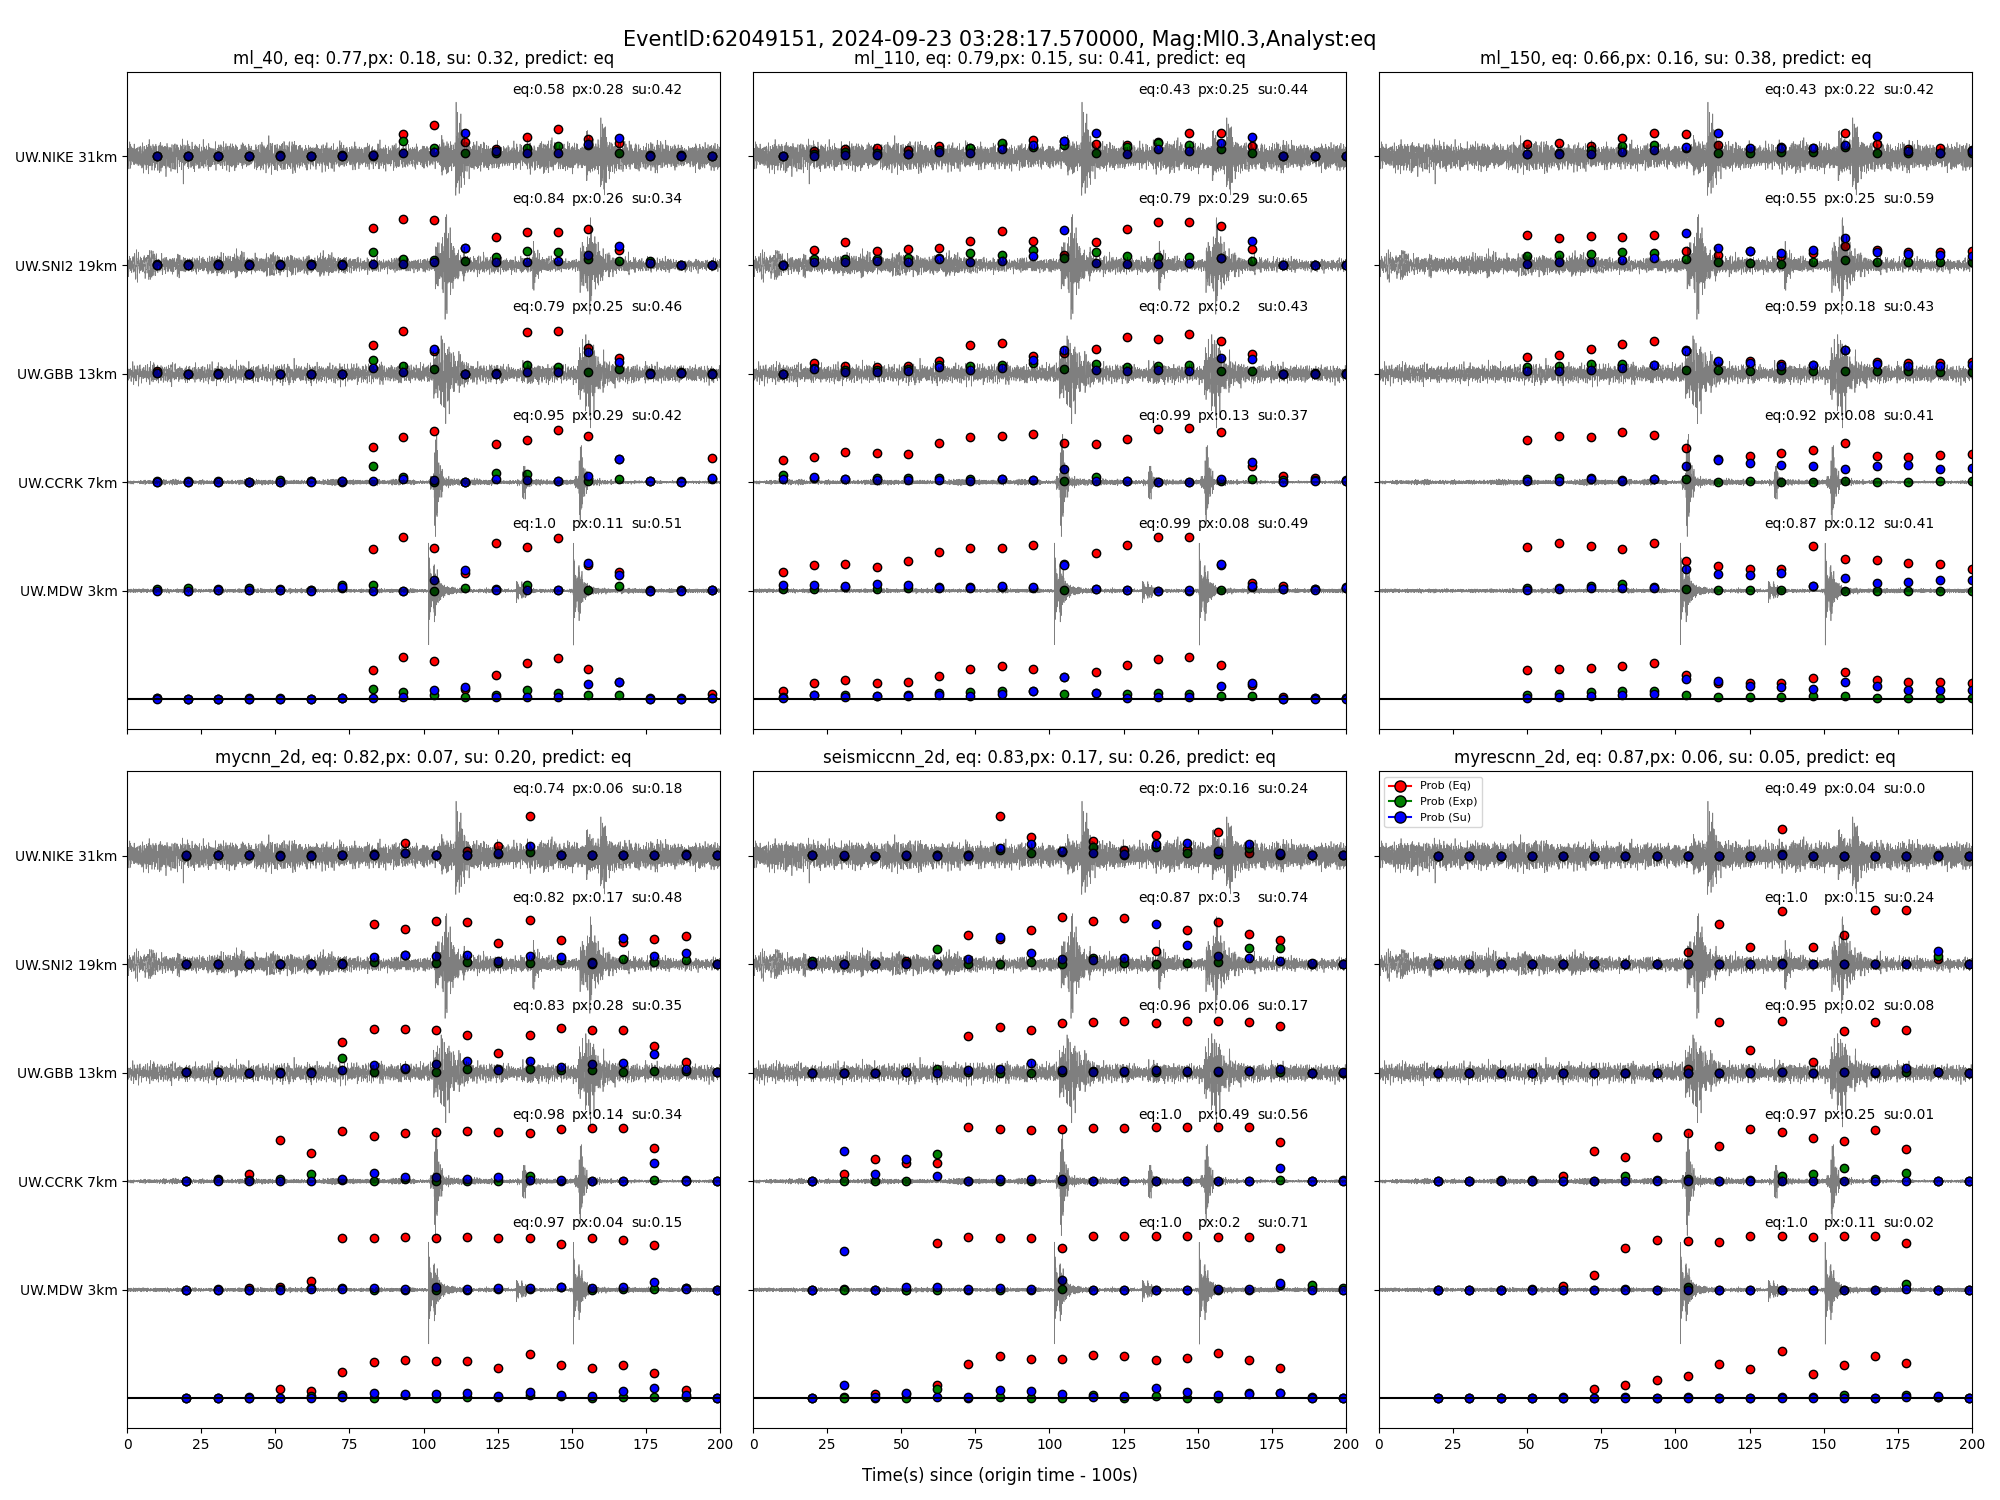 EventID:62049151, 2024-09-23 03:28:17.570000, Mag:Ml0.3,Analyst:eq
ml_40, eq: 0.77,px: 0.18, su: 0.32, predict: eq
eq:0.58 px:0.28 su:0.42
UW.NIKE 31km
eq:0.84 px:0.26 su:0.34
UW.SNI2 19km
eq:0.79 px:0.25 su:0.46
UW.GBB 13km
eq:0.95 px:0.29 su:0.42
UW.CCRK 7km
eq:1.0 px:0.11 su:0.51
UW.MDW 3km
ml_110, eq: 0.79,px: 0.15, su: 0.41, predict: eq
eq:0.43 px:0.25 su:0.44
eq:0.79 px:0.29 su:0.65
eq:0.72 px:0.2 su:0.43
eq:0.99 px:0.13 su:0.37
eq:0.99 px:0.08 su:0.49
ml_150, eq: 0.66,px: 0.16, su: 0.38, predict: eq
eq:0.43 px:0.22 su:0.42
eq:0.55 px:0.25 su:0.59
eq:0.59 px:0.18 su:0.43
eq:0.92 px:0.08 su:0.41
eq:0.87 px:0.12 su:0.41
mycnn_2d, eq: 0.82,px: 0.07, su: 0.20, predict: eq
eq:0.74 px:0.06 su:0.18
UW.NIKE 31km
eq:0.82 px:0.17 su:0.48
UW.SNI2 19km
eq:0.83 px:0.28 su:0.35
UW.GBB 13km
eq:0.98 px:0.14 su:0.34
UW.CCRK 7km
eq:0.97 px:0.04 su:0.15
UW.MDW 3km
0 25 50 75 100 125 150 175 200
seismiccnn_2d, eq: 0.83,px: 0.17, su: 0.26, predict: eq
eq:0.72 px:0.16 su:0.24
eq:0.87 px:0.3 su:0.74
eq:0.96 px:0.06 su:0.17
eq:1.0 px:0.49 su:0.56
eq:1.0 px:0.2 su:0.71
0 25 50 75 100 125 150 175 200
myrescnn_2d, eq: 0.87,px: 0.06, su: 0.05, predict: eq
Prob (Eq)
Prob (Exp)
Prob (Su)
eq:0.49 px:0.04 su:0.0
eq:1.0 px:0.15 su:0.24
eq:0.95 px:0.02 su:0.08
eq:0.97 px:0.25 su:0.01
eq:1.0 px:0.11 su:0.02
0 25 50 75 100 125 150 175 200
Time(s) since (origin time - 100s)